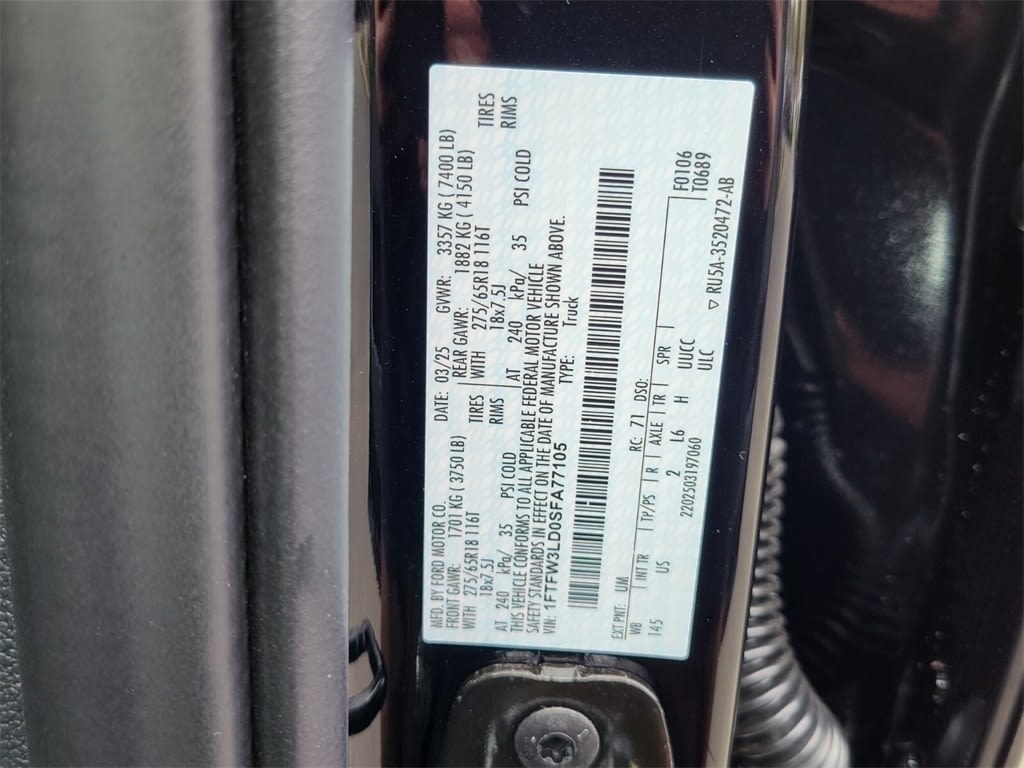 MFD. BY FORD MOTOR CO.
DATE: 03/25 GVWR: 3357 KG ( 7400 LB)
FRONT GAWR: 1701 KG ( 3750 LB) REAR GAWR: 1882 KG ( 4150 LB)
WITH 275/65R18 116T TIRES WITH 275/65R18 116T TIRES
18x7.5J RIMS 18x7.5J RIMS
AT 240 kPa/ 35 PSI COLD AT 240 kPa/ 35 PSI COLD
THIS VEHICLE CONFORMS TO ALL APPLICABLE FEDERAL MOTOR VEHICLE
SAFETY STANDARDS IN EFFECT ON THE DATE OF MANUFACTURE SHOWN ABOVE.
VIN: 1FTFW3LD0SFA77105 TYPE: Truck
EXT PNT: UM RC: 71 DSO: F0106
WB INT TR TP/PS R AXLE TR SPR T0689
145 US 2 L6 H UUCC
220250319706O ULC ▽ RU5A-3520472-AB